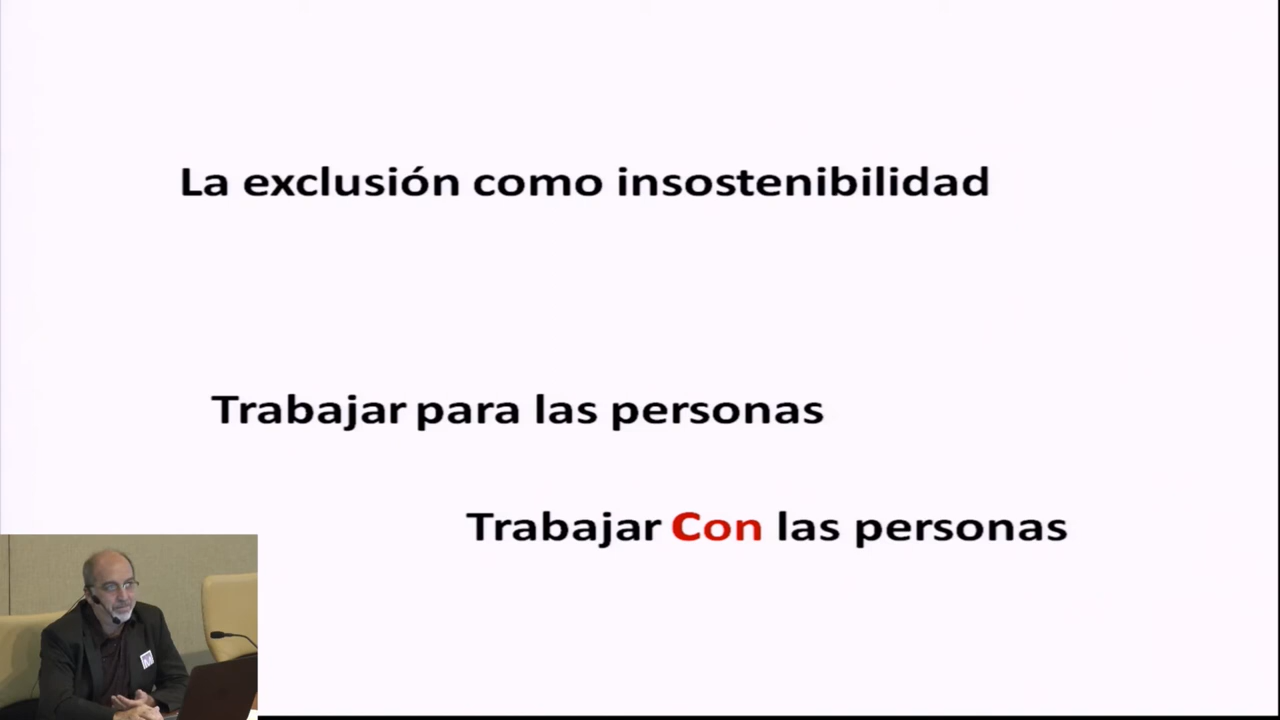 La exclusión como insostenibilidad
Trabajar para las personas
Trabajar Con las personas